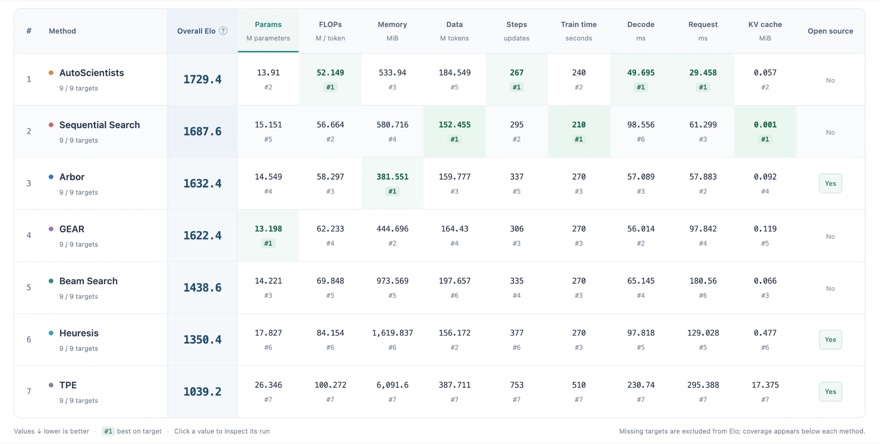 # Method Overall Elo ? Params FLOPs Memory Data Steps Train time Decode Request KV cache Open source
M parameters M / token MiB M tokens updates seconds ms ms MiB
1 AutoScientists 1729.4 13.91 52.149 533.94 184.549 267 240 49.695 29.458 0.057 No
9 / 9 targets #2 #1 #3 #5 #1 #2 #1 #1 #2
2 Sequential Search 1687.6 15.151 56.664 580.716 152.455 295 210 98.556 61.299 0.001 No
9 / 9 targets #5 #2 #4 #1 #2 #1 #6 #3 #1
3 Arbor 1632.4 14.549 58.297 381.551 159.777 337 270 57.089 57.883 0.092 Yes
9 / 9 targets #4 #3 #1 #3 #5 #3 #3 #2 #4
4 GEAR 1622.4 13.198 62.233 444.696 164.43 306 270 56.014 97.842 0.119 No
9 / 9 targets #1 #4 #2 #4 #3 #3 #2 #4 #5
5 Beam Search 1438.6 14.221 69.848 973.569 197.657 335 270 65.145 180.56 0.066 No
9 / 9 targets #3 #5 #5 #6 #4 #3 #4 #6 #3
6 Heuresis 1350.4 17.827 84.154 1,619.837 156.172 377 270 97.818 129.028 0.477 Yes
9 / 9 targets #6 #6 #6 #2 #6 #3 #5 #5 #6
7 TPE 1039.2 26.346 100.272 6,091.6 387.711 753 510 230.74 295.388 17.375 Yes
9 / 9 targets #7 #7 #7 #7 #7 #7 #7 #7 #7
Values ↓ lower is better · #1 best on target · Click a value to inspect its run Missing targets are excluded from Elo; coverage appears below each method.